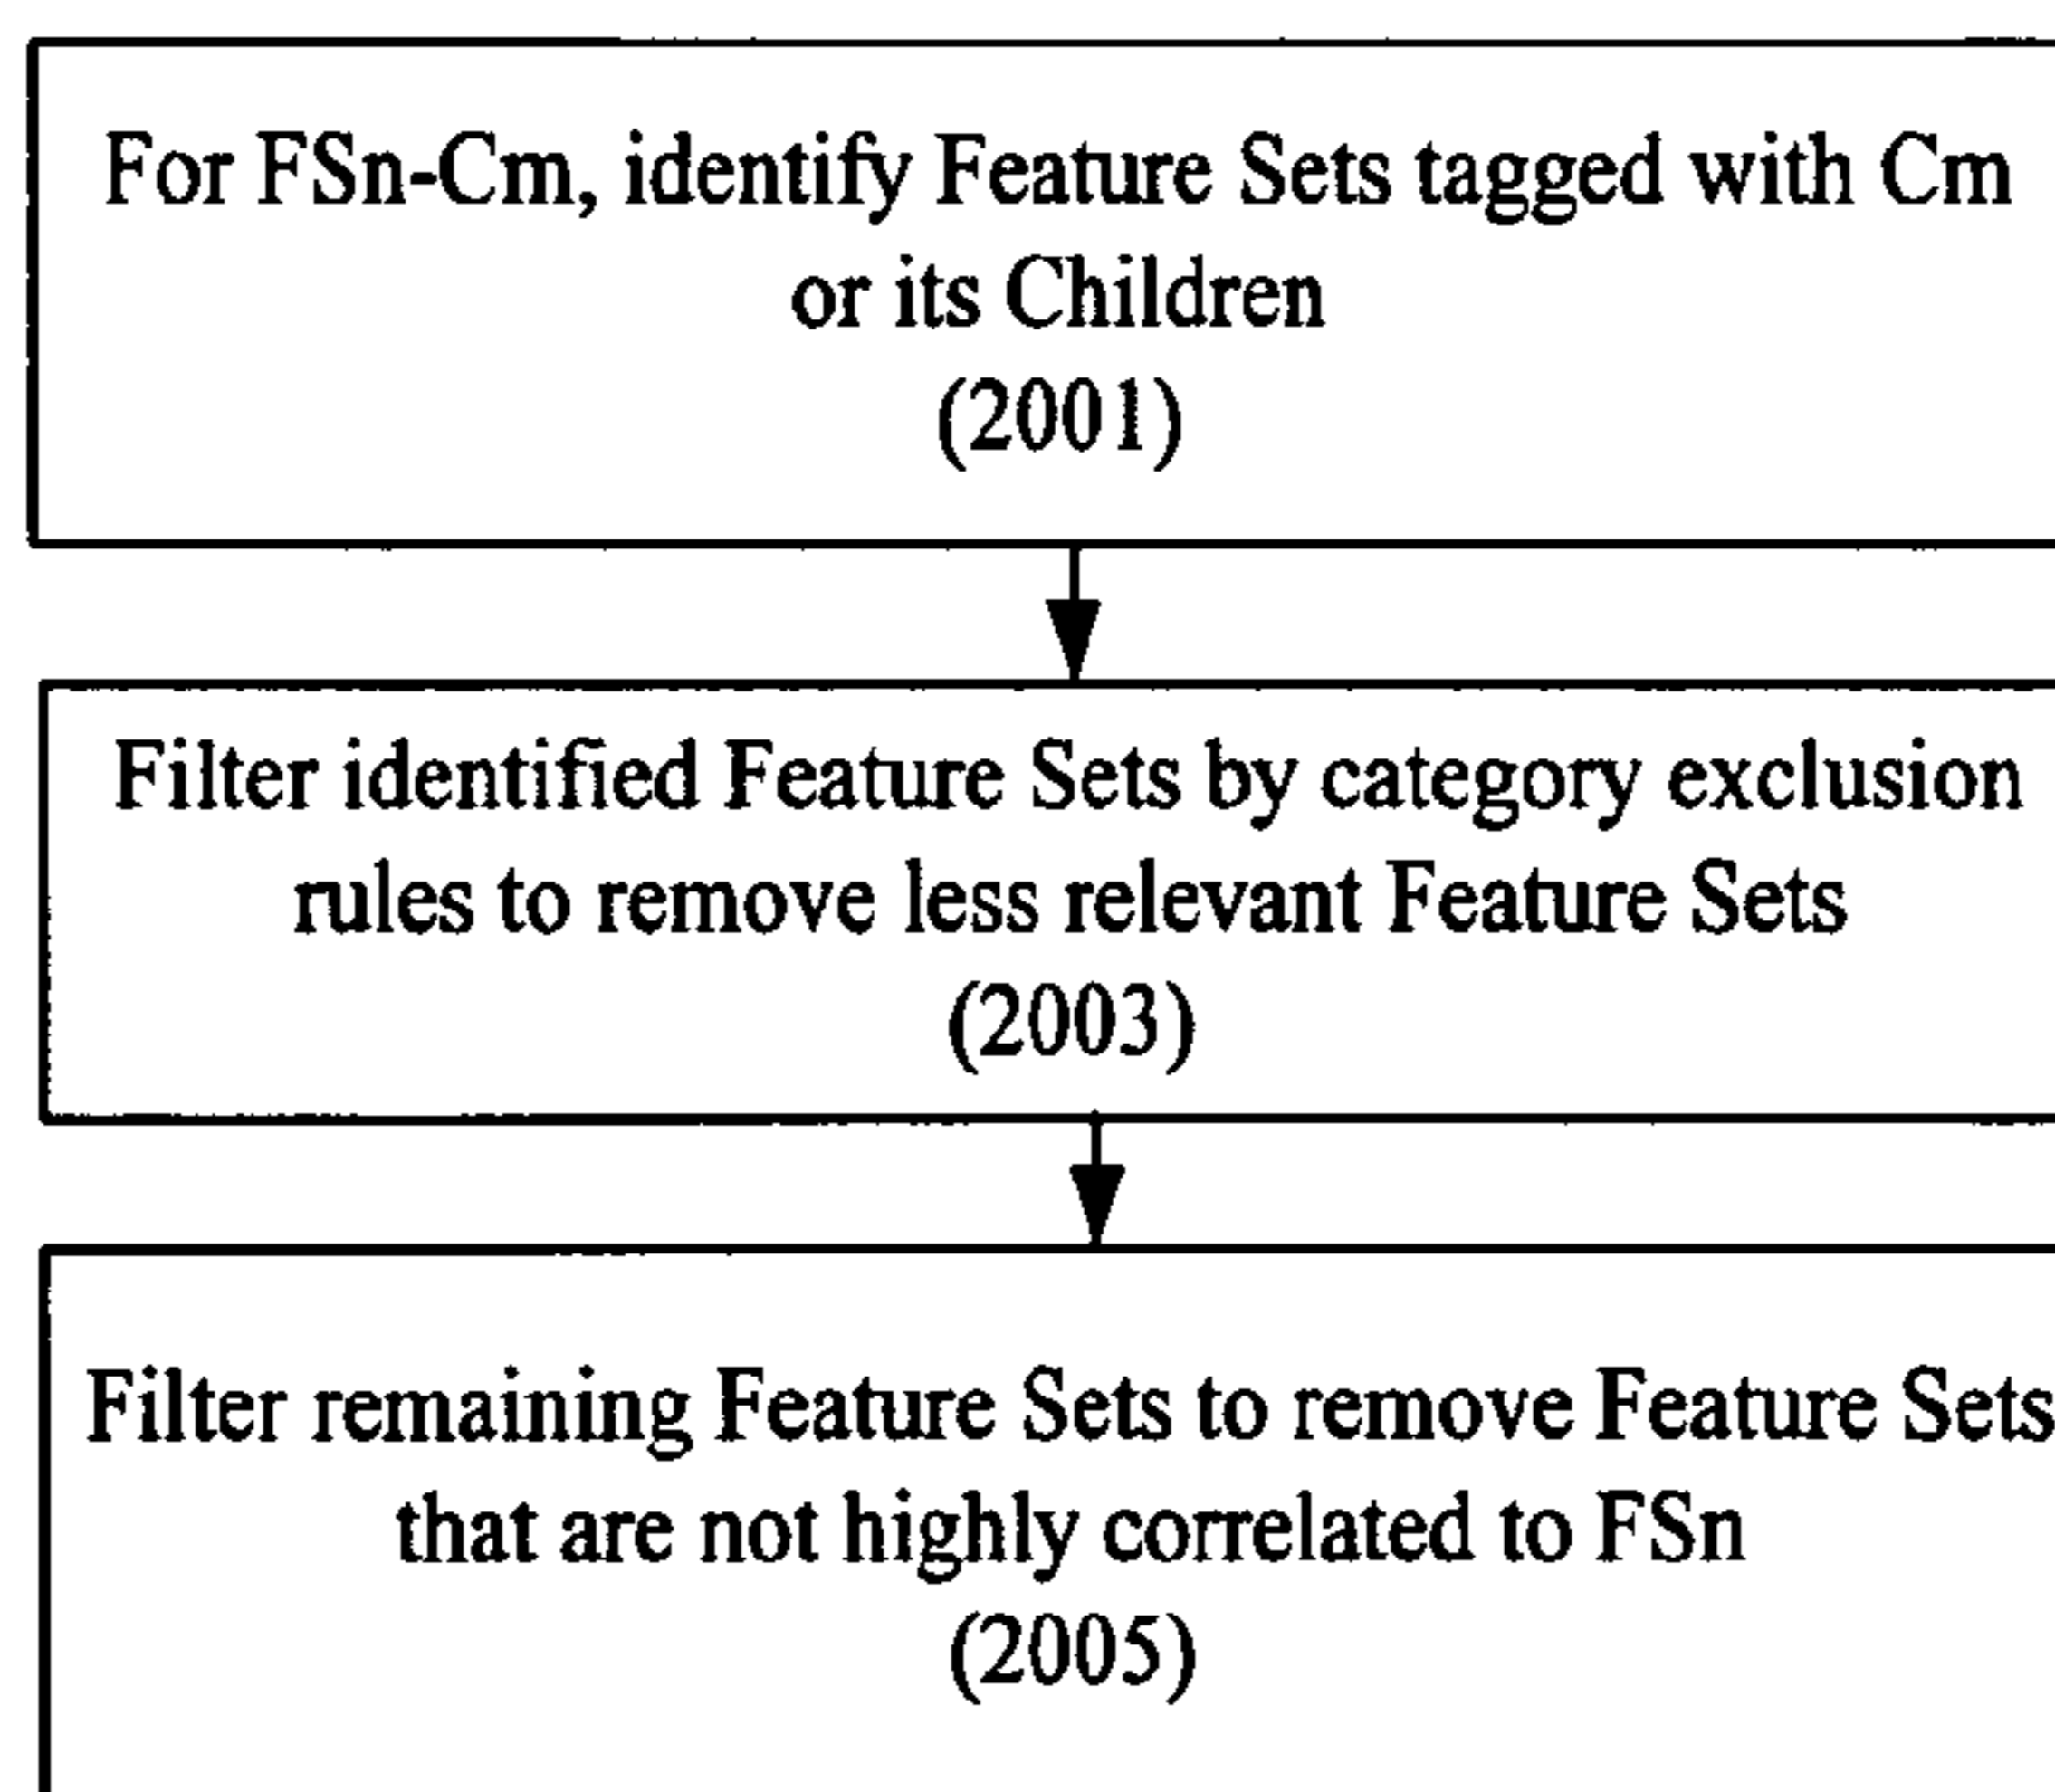 For FSn-Cm, identify Feature Sets tagged with Cm
or its Children
(2001)
Filter identified Feature Sets by category exclusion
rules to remove less relevant Feature Sets
(2003)
Filter remaining Feature Sets to remove Feature Sets
that are not highly correlated to FSn
(2005)